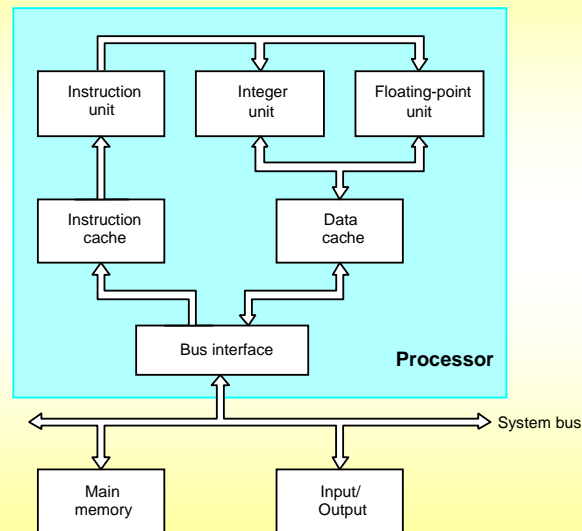 Instruction
unit
Integer
unit
Floating-point
unit
Instruction
cache
Data
cache
Bus interface
Processor
System bus
Main
memory
Input/
Output